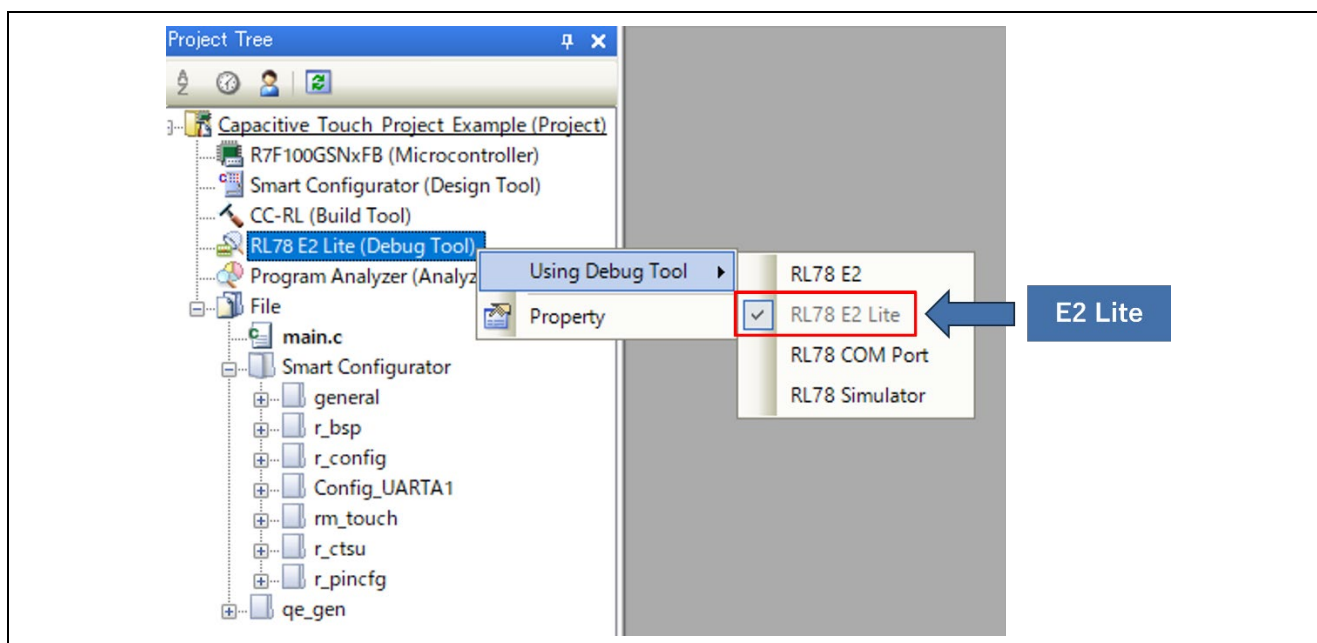 Project Tree
Capacitive Touch Project Example (Project)
R7F100GSNxFB (Microcontroller)
Smart Configurator (Design Tool)
CC-RL (Build Tool)
RL78 E2 Lite (Debug Tool)
Using Debug Tool
RL78 E2
Program Analyzer (Analyz
File
Property
RL78 E2 Lite
E2 Lite
main.c
RL78 COM Port
Smart Configurator
RL78 Simulator
general
r_bsp
r_config
Config_UARTA1
rm_touch
r_ctsu
r_pincfg
qe_gen